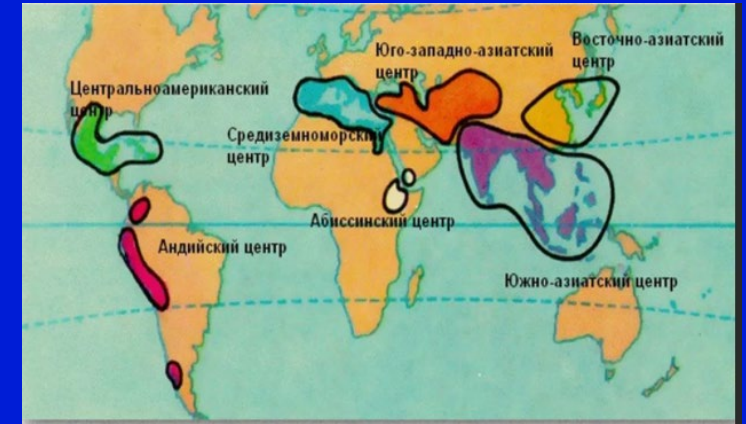 Восточно-азиатский
центр
Юго-западно-азиатский
центр
Центральноамериканский
центр
Средиземноморский
центр
Абиссинский центр
Андийский центр
Южно-азиатский центр